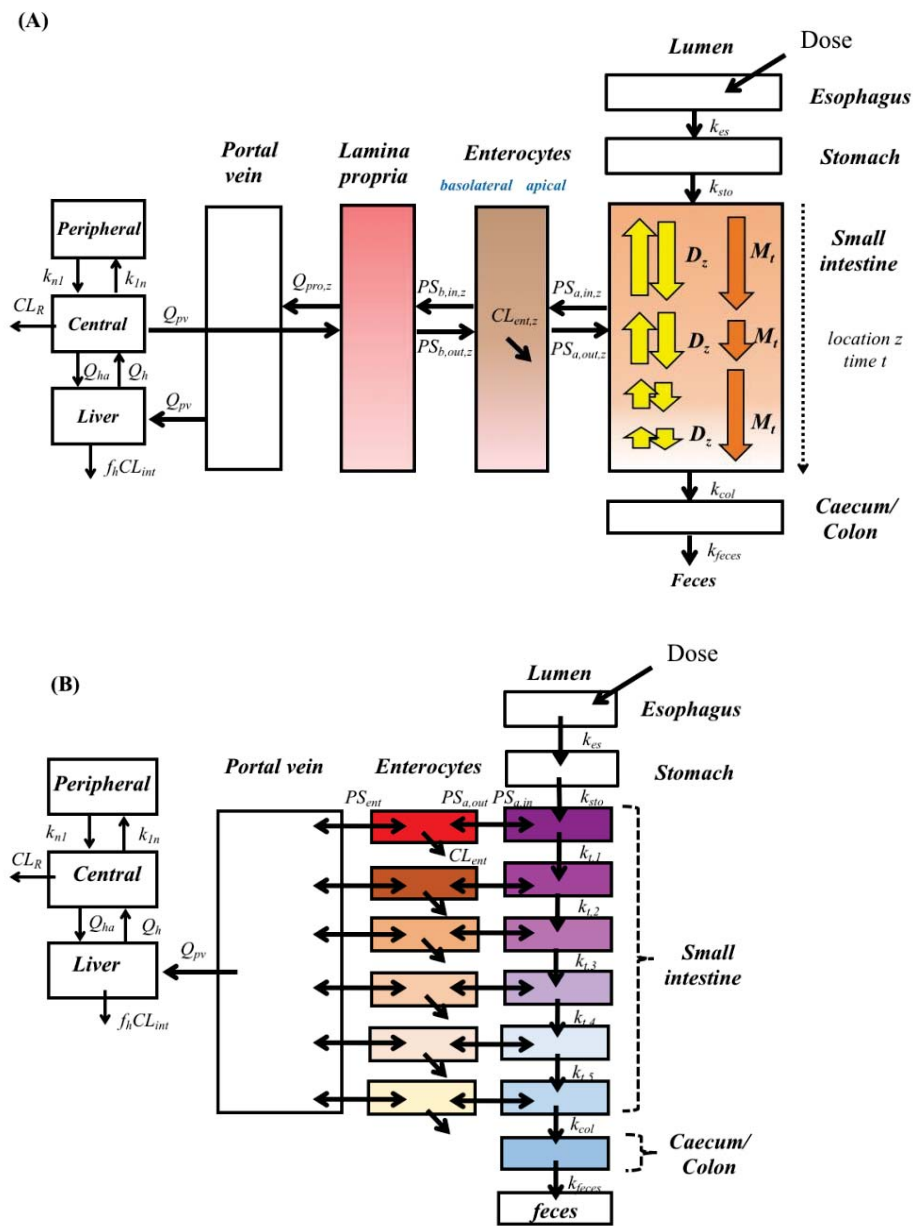 (A)
Lumen
Dose
Esophagus
k_es
Stomach
Portal vein
Lamina propria
Enterocytes
basolateral apical
k_sto
Peripheral
k_n1
k_1n
CL_R
Central
Q_pv
Q_ha
Q_h
Liver
Q_pv
f_hCL_int
Q_pro,z
PS_b,in,z
PS_b,out,z
CL_ent,z
PS_a,in,z
PS_a,out,z
D_z
M_t
D_z
M_t
D_z
M_t
Small intestine
location z
time t
k_col
Caecum/
Colon
k_feces
Feces
(B)
Lumen
Dose
Esophagus
k_es
Stomach
Portal vein
Enterocytes
PS_ent
PS_a,out
PS_a,in
k_sto
Peripheral
k_n1
k_1n
CL_R
Central
Q_ha
Q_h
Liver
Q_pv
f_hCL_int
CL_ent
k_t,1
k_t,2
k_t,3
k_t,4
k_t,5
Small
intestine
k_col
Caecum/
Colon
k_feces
feces